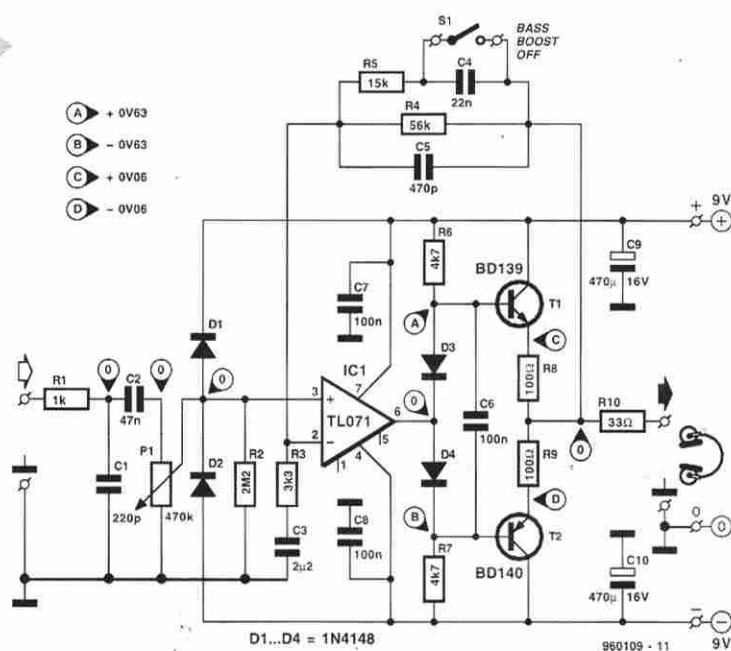 S1
BASS
BOOST
OFF
R5
15k
C4
22n
R4
56k
C5
470p
A + 0V63
B − 0V63
C + 0V06
D − 0V06
+ 9V
+
R6
4k7
BD139
C9
470µ 16V
C7
100n
T1
A
C
D1
D3
IC1
R8
100Ω
R1
1k
0
C2
47n
0
0
3
+
7
TL071
6
0
C6
100n
R10
33Ω
2
−
5
1
4
P1
C1
220p
470k
D2
R2
2M2
R3
3k3
D4
R9
100Ω
0
D
C8
100n
C3
2µ2
B
T2
0
0
R7
4k7
BD140
C10
470µ 16V
−
−
9V
D1...D4 = 1N4148
960109 - 11